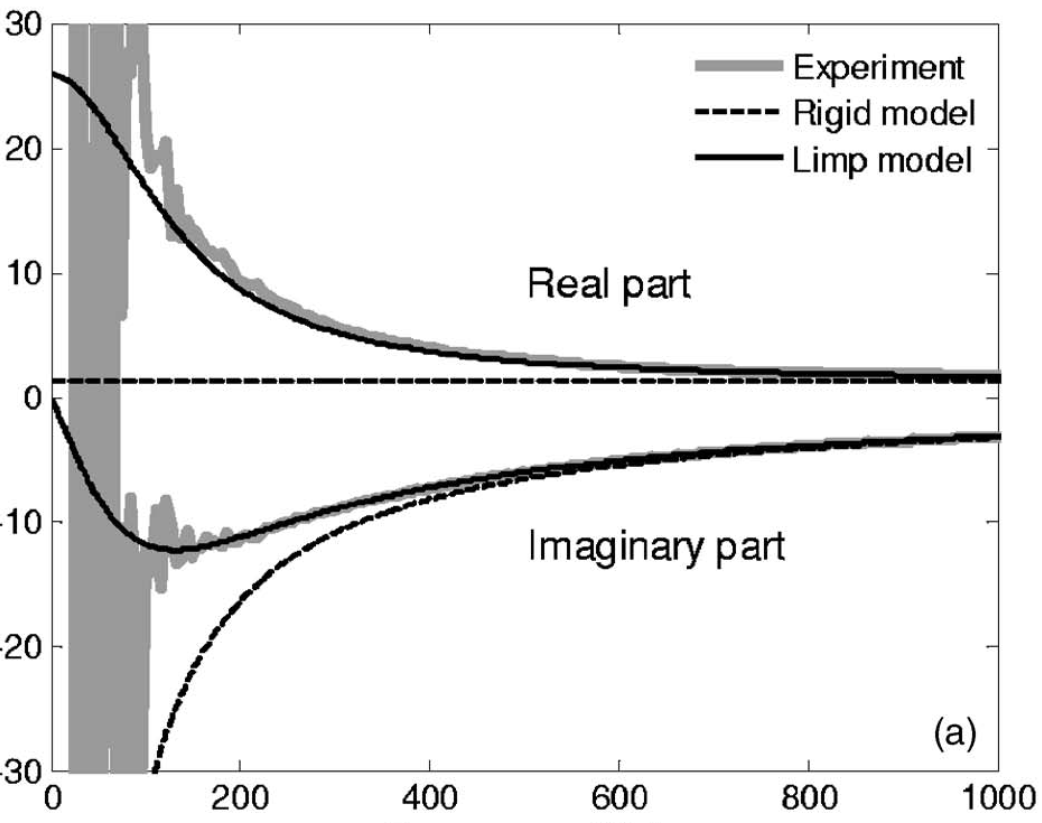 30
Experiment
Rigid model
20
Limp model
10
Real part
0
-10
Imaginary part
-20
(a)
-30
0 200 400 600 800 1000